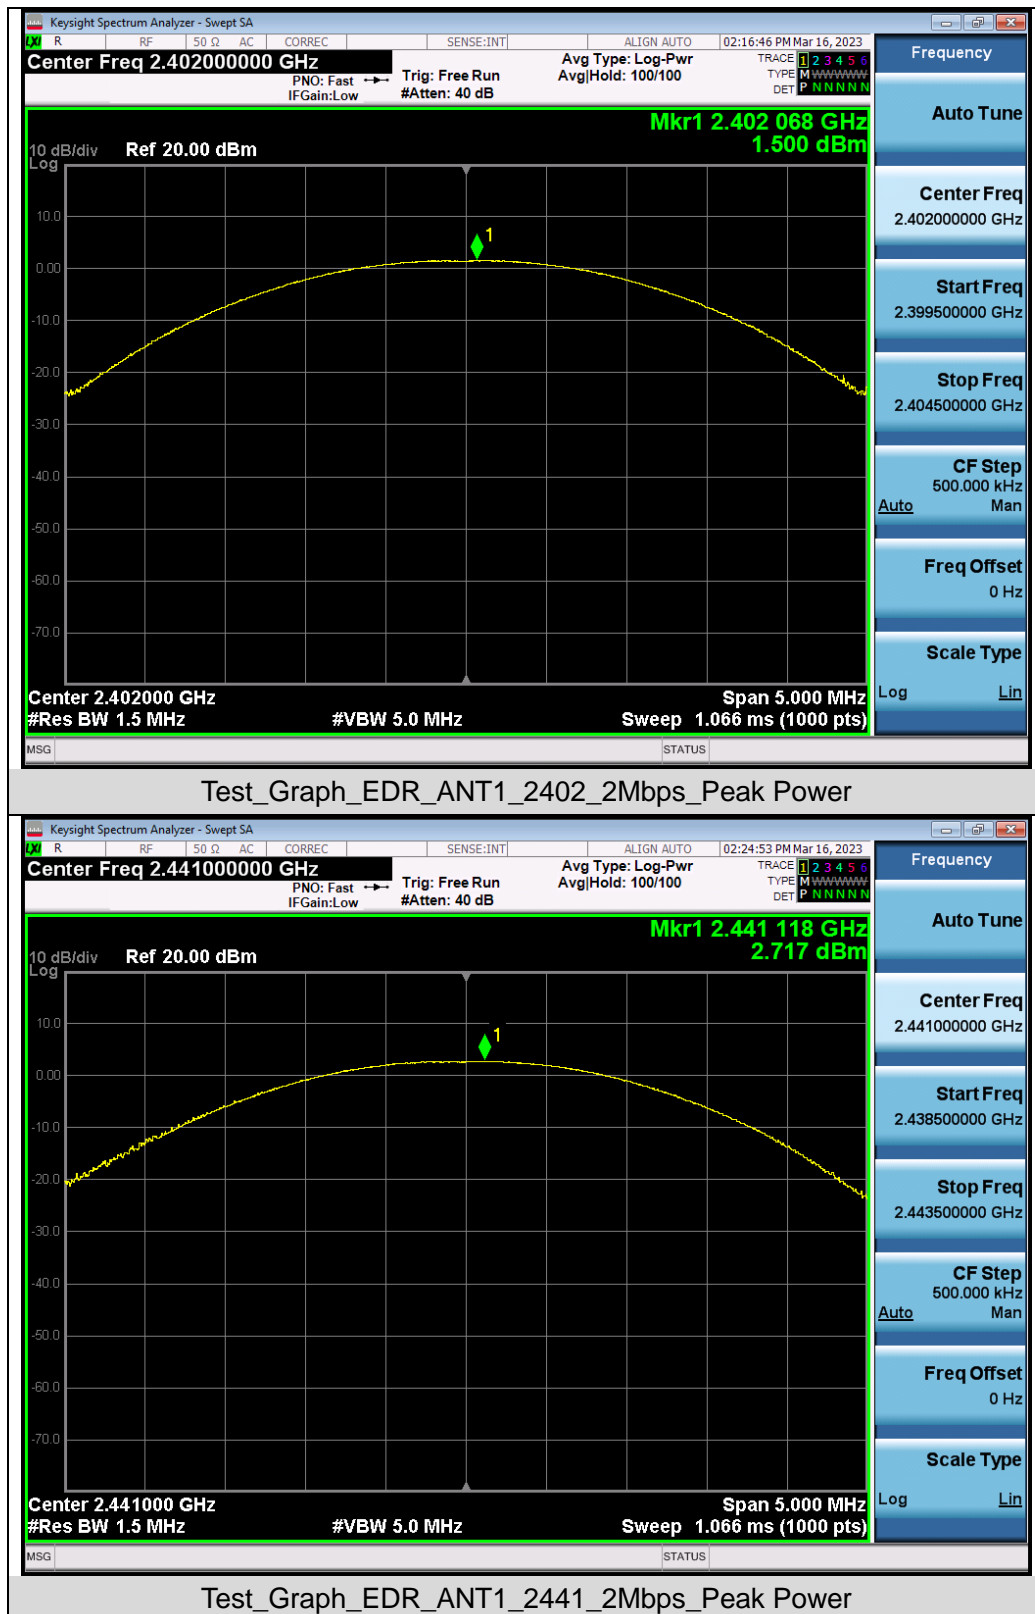 Keysight Spectrum Analyzer - Swept SA
LXI R RF 50 Ω AC CORREC SENSE:INT ALIGN AUTO 02:16:46 PM Mar 16, 2023
Center Freq 2.402000000 GHz
PNO: Fast
IFGain:Low
Trig: Free Run
#Atten: 40 dB
Avg Type: Log-Pwr
Avg|Hold: 100/100
TRACE 1 2 3 4 5 6
TYPE M WWWWW
DET P N N N N N
Mkr1 2.402 068 GHz
1.500 dBm
10 dB/div Ref 20.00 dBm
Log
1
10.0
0.00
-10.0
-20.0
-30.0
-40.0
-50.0
-60.0
-70.0
Center 2.402000 GHz Span 5.000 MHz
#Res BW 1.5 MHz #VBW 5.0 MHz Sweep 1.066 ms (1000 pts)
MSG STATUS
Frequency
Auto Tune
Center Freq
2.402000000 GHz
Start Freq
2.399500000 GHz
Stop Freq
2.404500000 GHz
CF Step
500.000 kHz
Auto Man
Freq Offset
0 Hz
Scale Type
Log Lin
Test_Graph_EDR_ANT1_2402_2Mbps_Peak Power
Keysight Spectrum Analyzer - Swept SA
LXI R RF 50 Ω AC CORREC SENSE:INT ALIGN AUTO 02:24:53 PM Mar 16, 2023
Center Freq 2.441000000 GHz
PNO: Fast
IFGain:Low
Trig: Free Run
#Atten: 40 dB
Avg Type: Log-Pwr
Avg|Hold: 100/100
TRACE 1 2 3 4 5 6
TYPE M WWWWW
DET P N N N N N
Mkr1 2.441 118 GHz
2.717 dBm
10 dB/div Ref 20.00 dBm
Log
1
10.0
0.00
-10.0
-20.0
-30.0
-40.0
-50.0
-60.0
-70.0
Center 2.441000 GHz Span 5.000 MHz
#Res BW 1.5 MHz #VBW 5.0 MHz Sweep 1.066 ms (1000 pts)
MSG STATUS
Frequency
Auto Tune
Center Freq
2.441000000 GHz
Start Freq
2.438500000 GHz
Stop Freq
2.443500000 GHz
CF Step
500.000 kHz
Auto Man
Freq Offset
0 Hz
Scale Type
Log Lin
Test_Graph_EDR_ANT1_2441_2Mbps_Peak Power